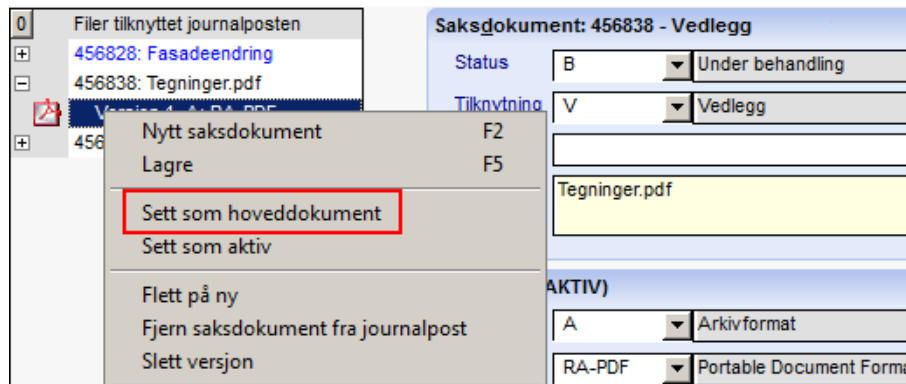 0 Filer tilknyttet journalposten
456828: Fasadeendring
456838: Tegninger.pdf
456
Nytt saksdokument F2
Lagre F5
Sett som hoveddokument
Sett som aktiv
Flett på ny
Fjern saksdokument fra journalpost
Slett versjon
Saksdokument: 456838 - Vedlegg
Status B Under behandling
Tilknytning V Vedlegg
Tegninger.pdf
AKTIV)
A Arkivformat
RA-PDF Portable Document Forma